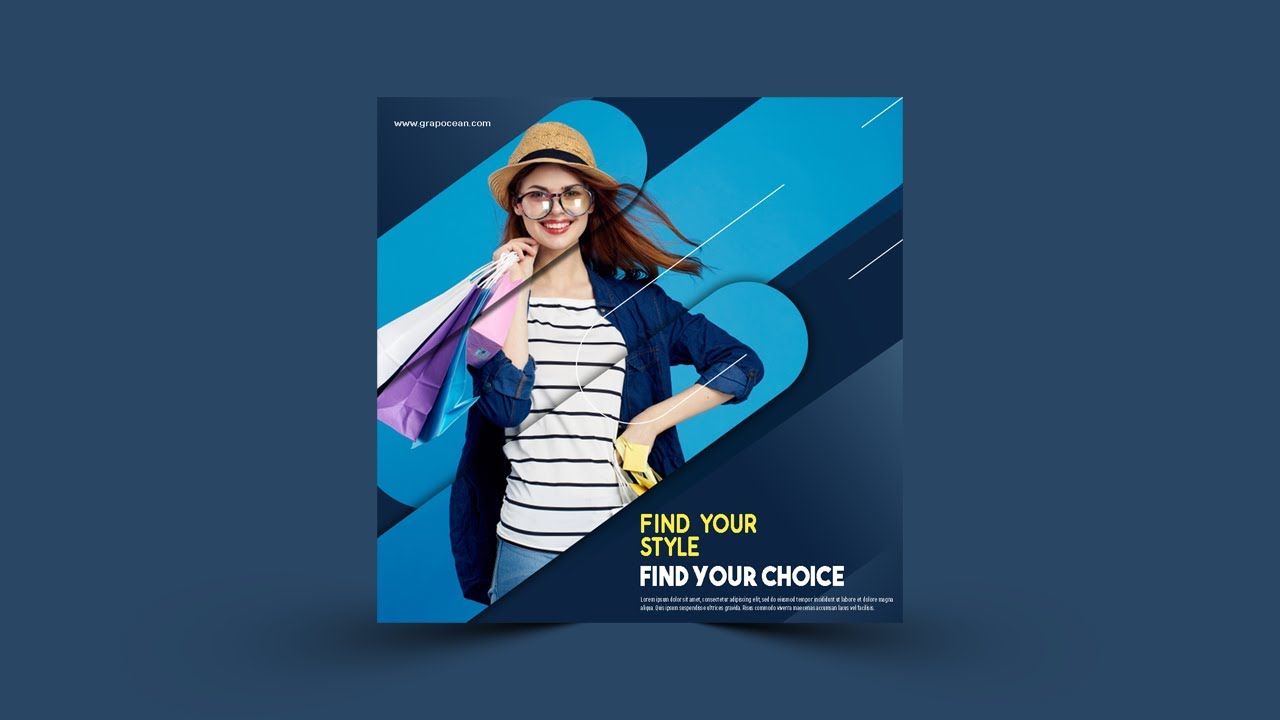 www.grapocean.com
FIND YOUR
STYLE
FIND YOUR CHOICE
Lorem ipsum dolor sit amet, consectetur adipiscing elit, sed do eiusmod tempor incididunt ut labore et dolore magna
aliqua. Quis ipsum suspendisse ultrices gravida. Risus commodo viverra maecenas accumsan lacus vel facilisis.